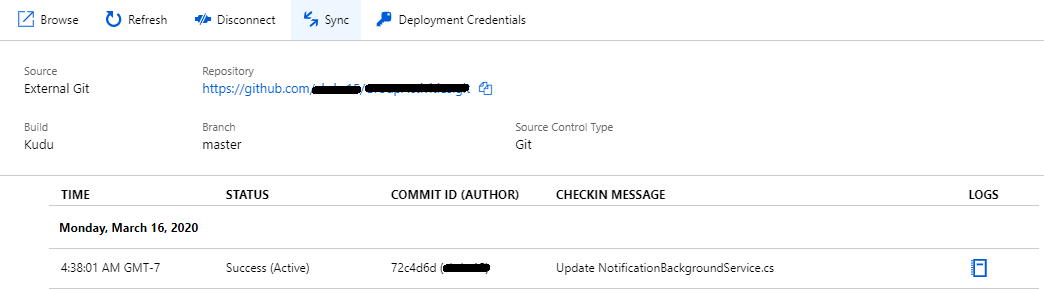 Browse Refresh Disconnect Sync Deployment Credentials
Source Repository
External Git https://github.com/
Build Branch Source Control Type
Kudu master Git
TIME STATUS COMMIT ID (AUTHOR) CHECKIN MESSAGE LOGS
Monday, March 16, 2020
4:38:01 AM GMT-7 Success (Active) 72c4d6d ( ) Update NotificationBackgroundService.cs